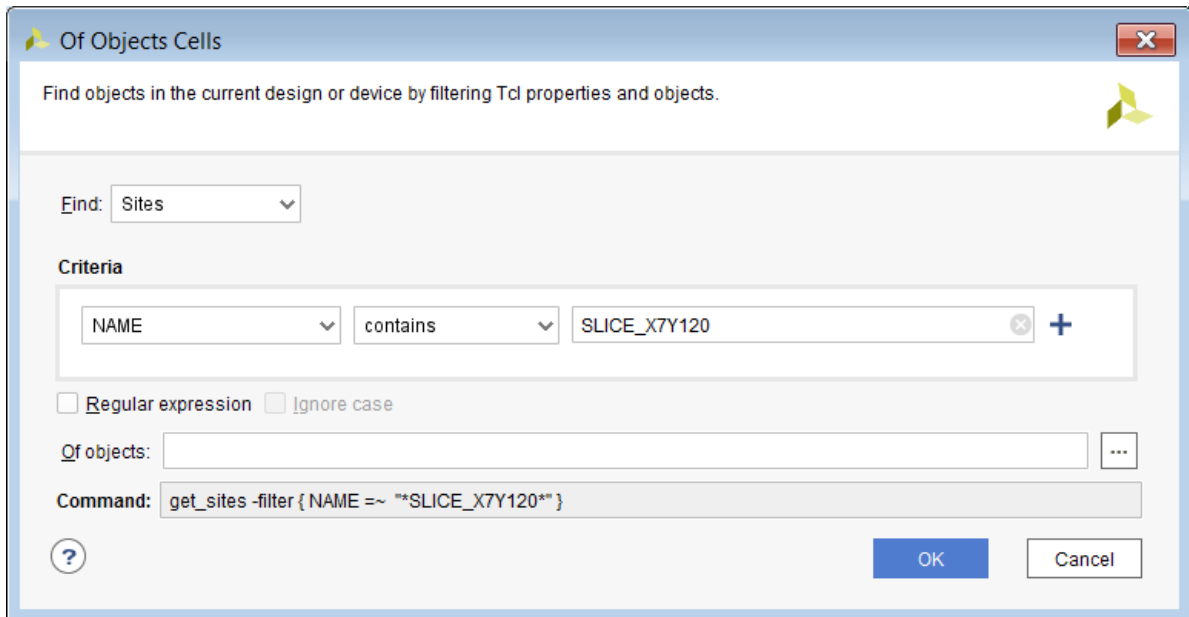 Of Objects Cells
Find objects in the current design or device by filtering Tcl properties and objects.
Find: Sites
Criteria
NAME contains SLICE_X7Y120
Regular expression Ignore case
Of objects: ...
Command: get_sites -filter { NAME =~ "*SLICE_X7Y120*" }
? OK Cancel